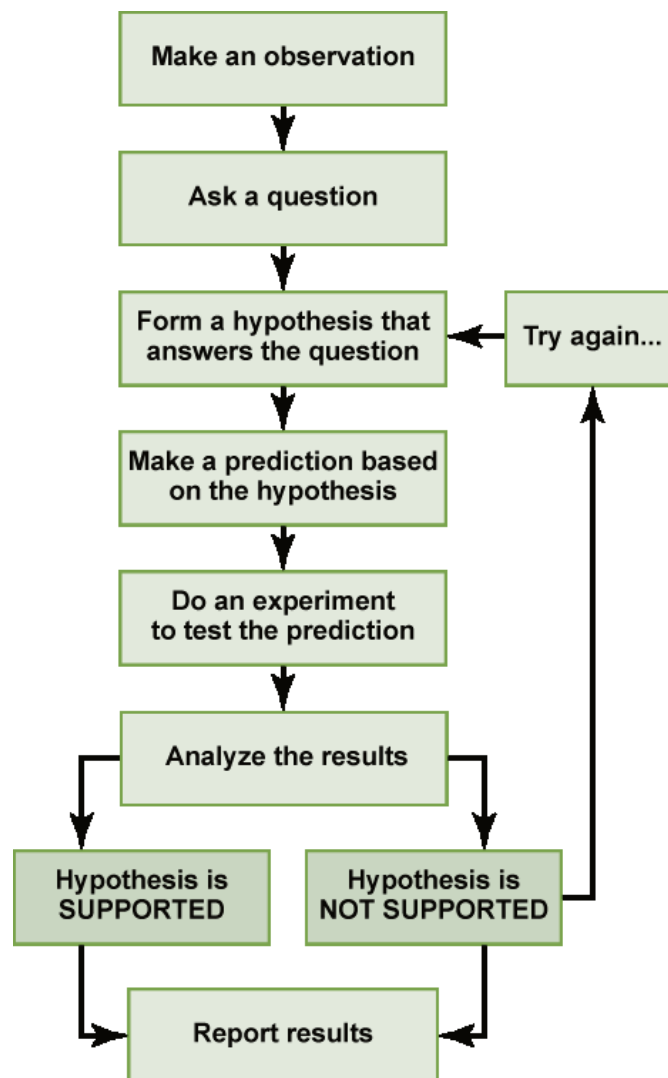 Make an observation
Ask a question
Form a hypothesis that
answers the question
Try again...
Make a prediction based
on the hypothesis
Do an experiment
to test the prediction
Analyze the results
Hypothesis is
SUPPORTED
Hypothesis is
NOT SUPPORTED
Report results